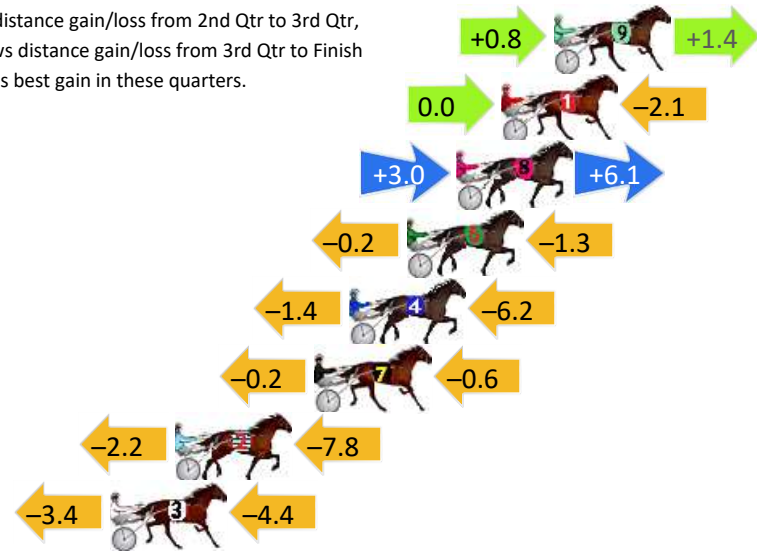 distance gain/loss from 2nd Qtr to 3rd Qtr,
vs distance gain/loss from 3rd Qtr to Finish
s best gain in these quarters.
+0.8 9 +1.4
0.0 1 –2.1
+3.0 8 +6.1
–0.2 6 –1.3
–1.4 4 –6.2
–0.2 7 –0.6
–2.2 2 –7.8
–3.4 3 –4.4